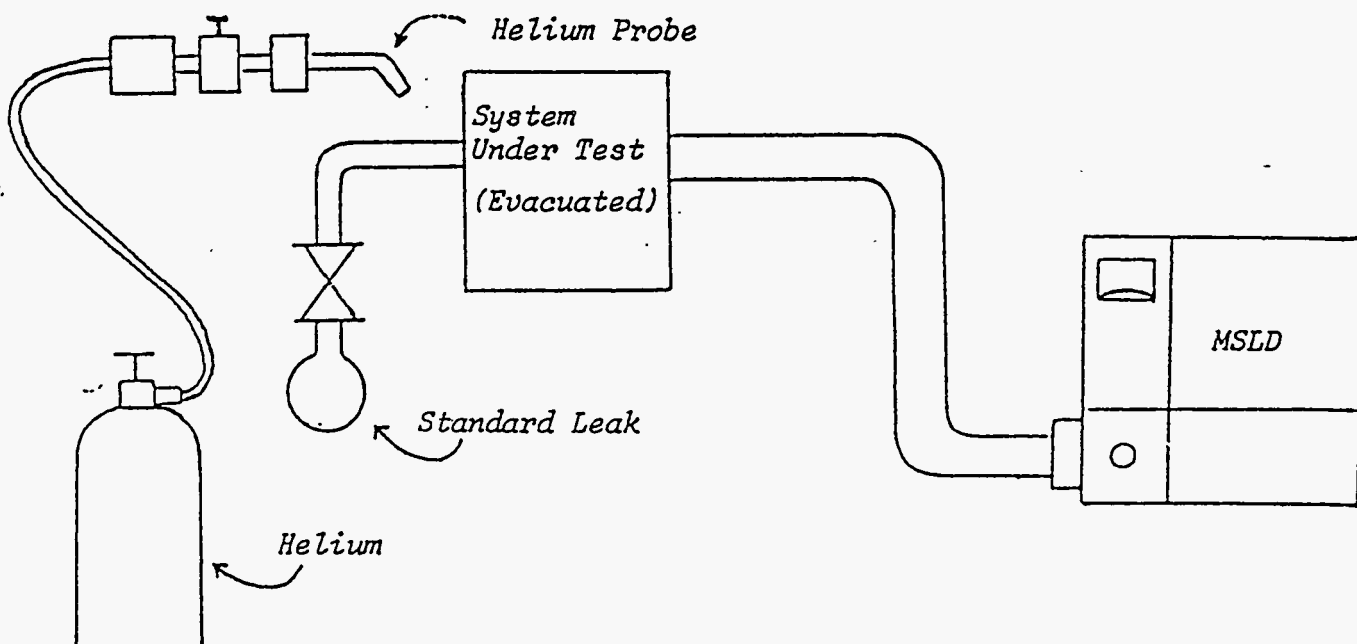 Helium Probe
System
Under Test
(Evacuated)
MSLD
Standard Leak
Helium